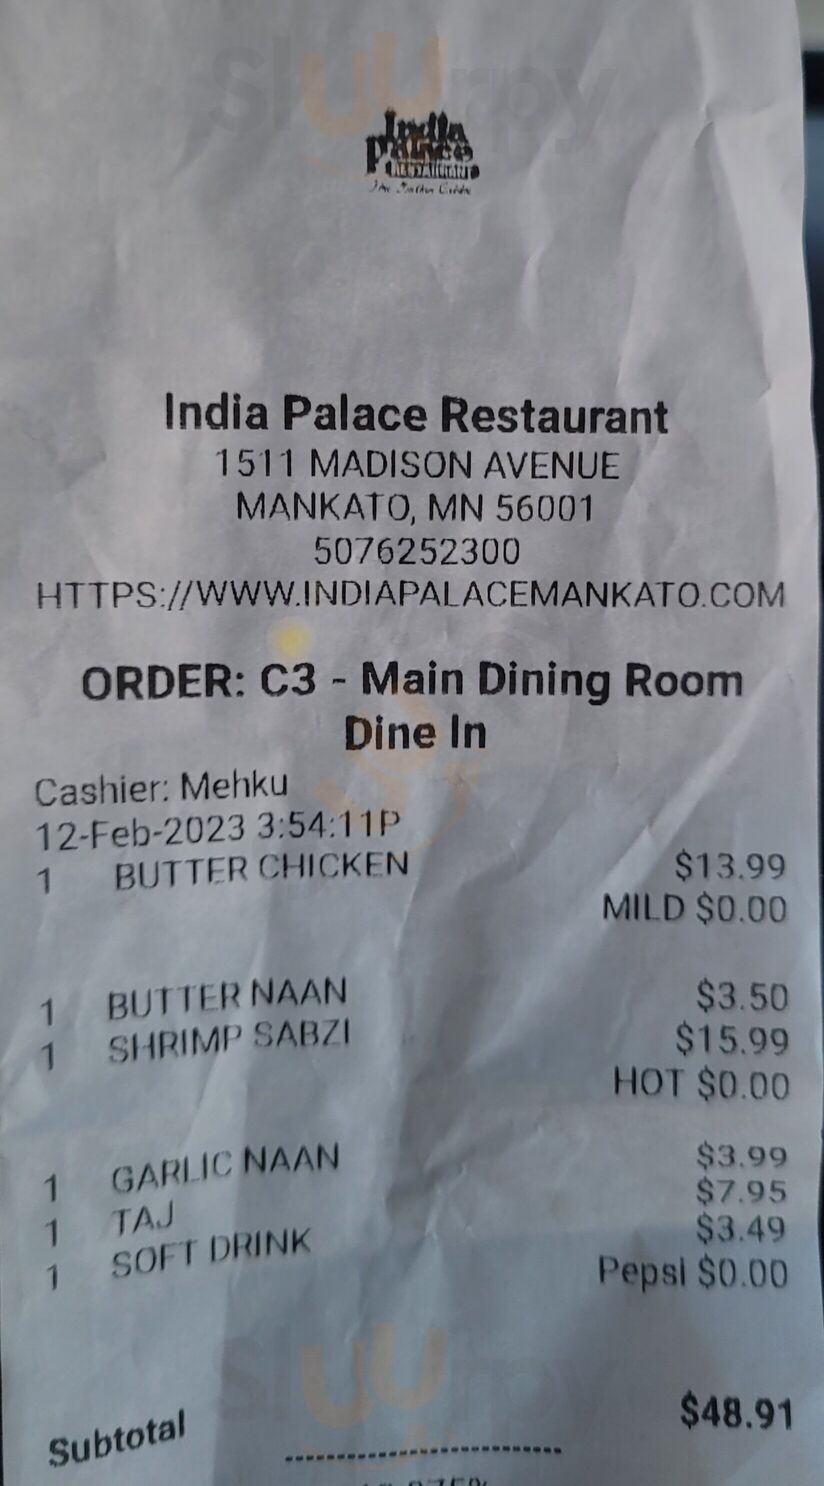 Sluurpy
India
Palace
RESTAURANT
India Palace Restaurant
1511 MADISON AVENUE
MANKATO, MN 56001
5076252300
HTTPS://WWW.INDIAPALACEMANKATO.COM
ORDER: C3 - Main Dining Room
Dine In
Cashier: Mehku
12-Feb-2023 3:54:11P
1 BUTTER CHICKEN $13.99
MILD $0.00
1 BUTTER NAAN $3.50
1 SHRIMP SABZI $15.99
HOT $0.00
1 GARLIC NAAN $3.99
1 TAJ $7.95
1 SOFT DRINK $3.49
Pepsi $0.00
Sluurpy
Subtotal $48.91